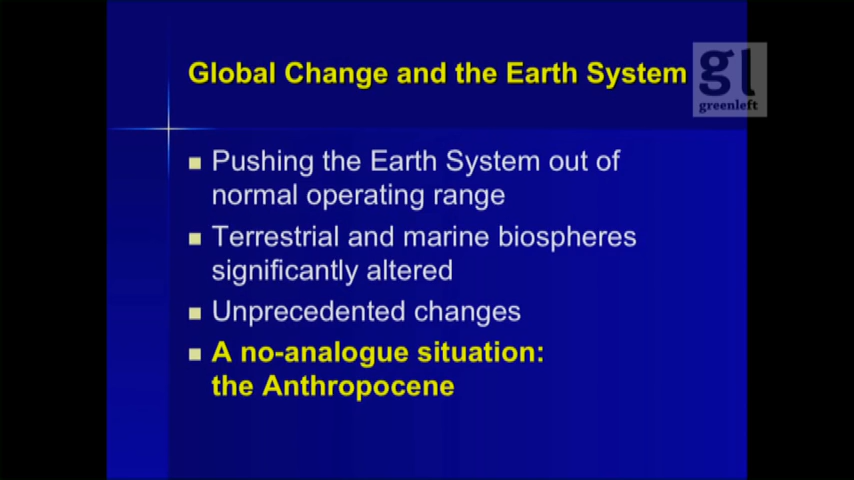 Global Change and the Earth System
gl
greenleft
Pushing the Earth System out of
normal operating range
Terrestrial and marine biospheres
significantly altered
Unprecedented changes
A no-analogue situation:
the Anthropocene